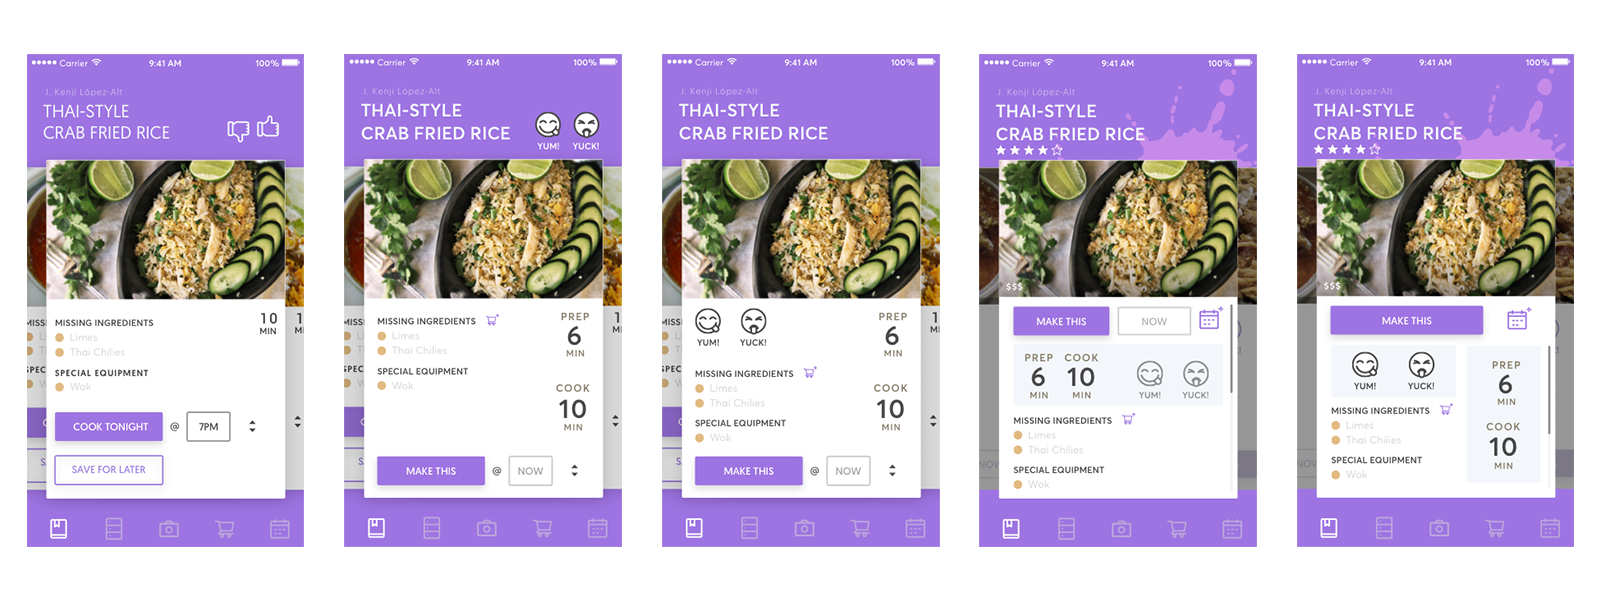 Carrier
9:41 AM
100%
J. Kenji López-Alt
THAI-STYLE
CRAB FRIED RICE
MISSING INGREDIENTS
Limes
Thai Chilies
SPECIAL EQUIPMENT
Wok
10
MIN
COOK TONIGHT
@
7PM
SAVE FOR LATER
Carrier
9:41 AM
100%
J. Kenji López-Alt
THAI-STYLE
CRAB FRIED RICE
YUM!
YUCK!
MISSING INGREDIENTS
Limes
Thai Chilies
SPECIAL EQUIPMENT
Wok
PREP
6
MIN
COOK
10
MIN
MAKE THIS
@
NOW
Carrier
9:41 AM
100%
J. Kenji López-Alt
THAI-STYLE
CRAB FRIED RICE
YUM!
YUCK!
PREP
6
MIN
MISSING INGREDIENTS
Limes
Thai Chilies
SPECIAL EQUIPMENT
Wok
COOK
10
MIN
MAKE THIS
@
NOW
Carrier
9:41 AM
100%
J. Kenji López-Alt
THAI-STYLE
CRAB FRIED RICE
$$$
MAKE THIS
NOW
PREP
6
MIN
COOK
10
MIN
YUM!
YUCK!
MISSING INGREDIENTS
Limes
Thai Chilies
SPECIAL EQUIPMENT
Wok
Carrier
9:41 AM
100%
J. Kenji López-Alt
THAI-STYLE
CRAB FRIED RICE
$$$
MAKE THIS
YUM!
YUCK!
PREP
6
MIN
COOK
10
MIN
MISSING INGREDIENTS
Limes
Thai Chilies
SPECIAL EQUIPMENT
Wok